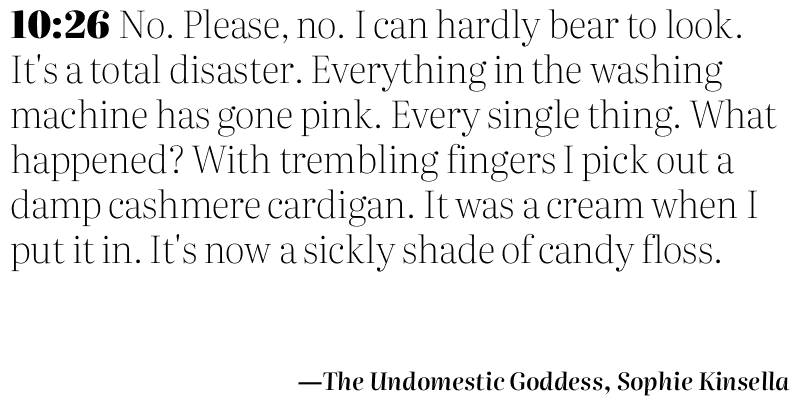 10:26 No. Please, no. I can hardly bear to look.
It's a total disaster. Everything in the washing
machine has gone pink. Every single thing. What
happened? With trembling fingers I pick out a
damp cashmere cardigan. It was a cream when I
put it in. It's now a sickly shade of candy floss.
—The Undomestic Goddess, Sophie Kinsella